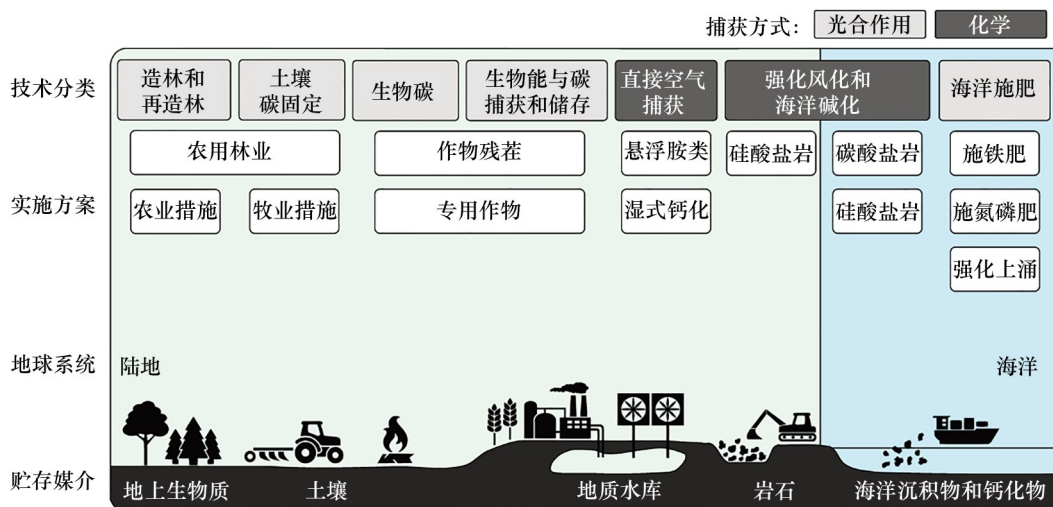 捕获方式： 光合作用 化学
技术分类
造林和
再造林
土壤
碳固定
生物碳
生物能与碳
捕获和储存
直接空气
捕获
强化风化和
海洋碱化
海洋施肥
实施方案
农用林业 作物残茬 悬浮胺类 硅酸盐岩 碳酸盐岩 施铁肥
农业措施 牧业措施 专用作物 湿式钙化 硅酸盐岩 施氮磷肥
强化上涌
地球系统 陆地 海洋
贮存媒介 地上生物质 土壤 地质水库 岩石 海洋沉积物和钙化物